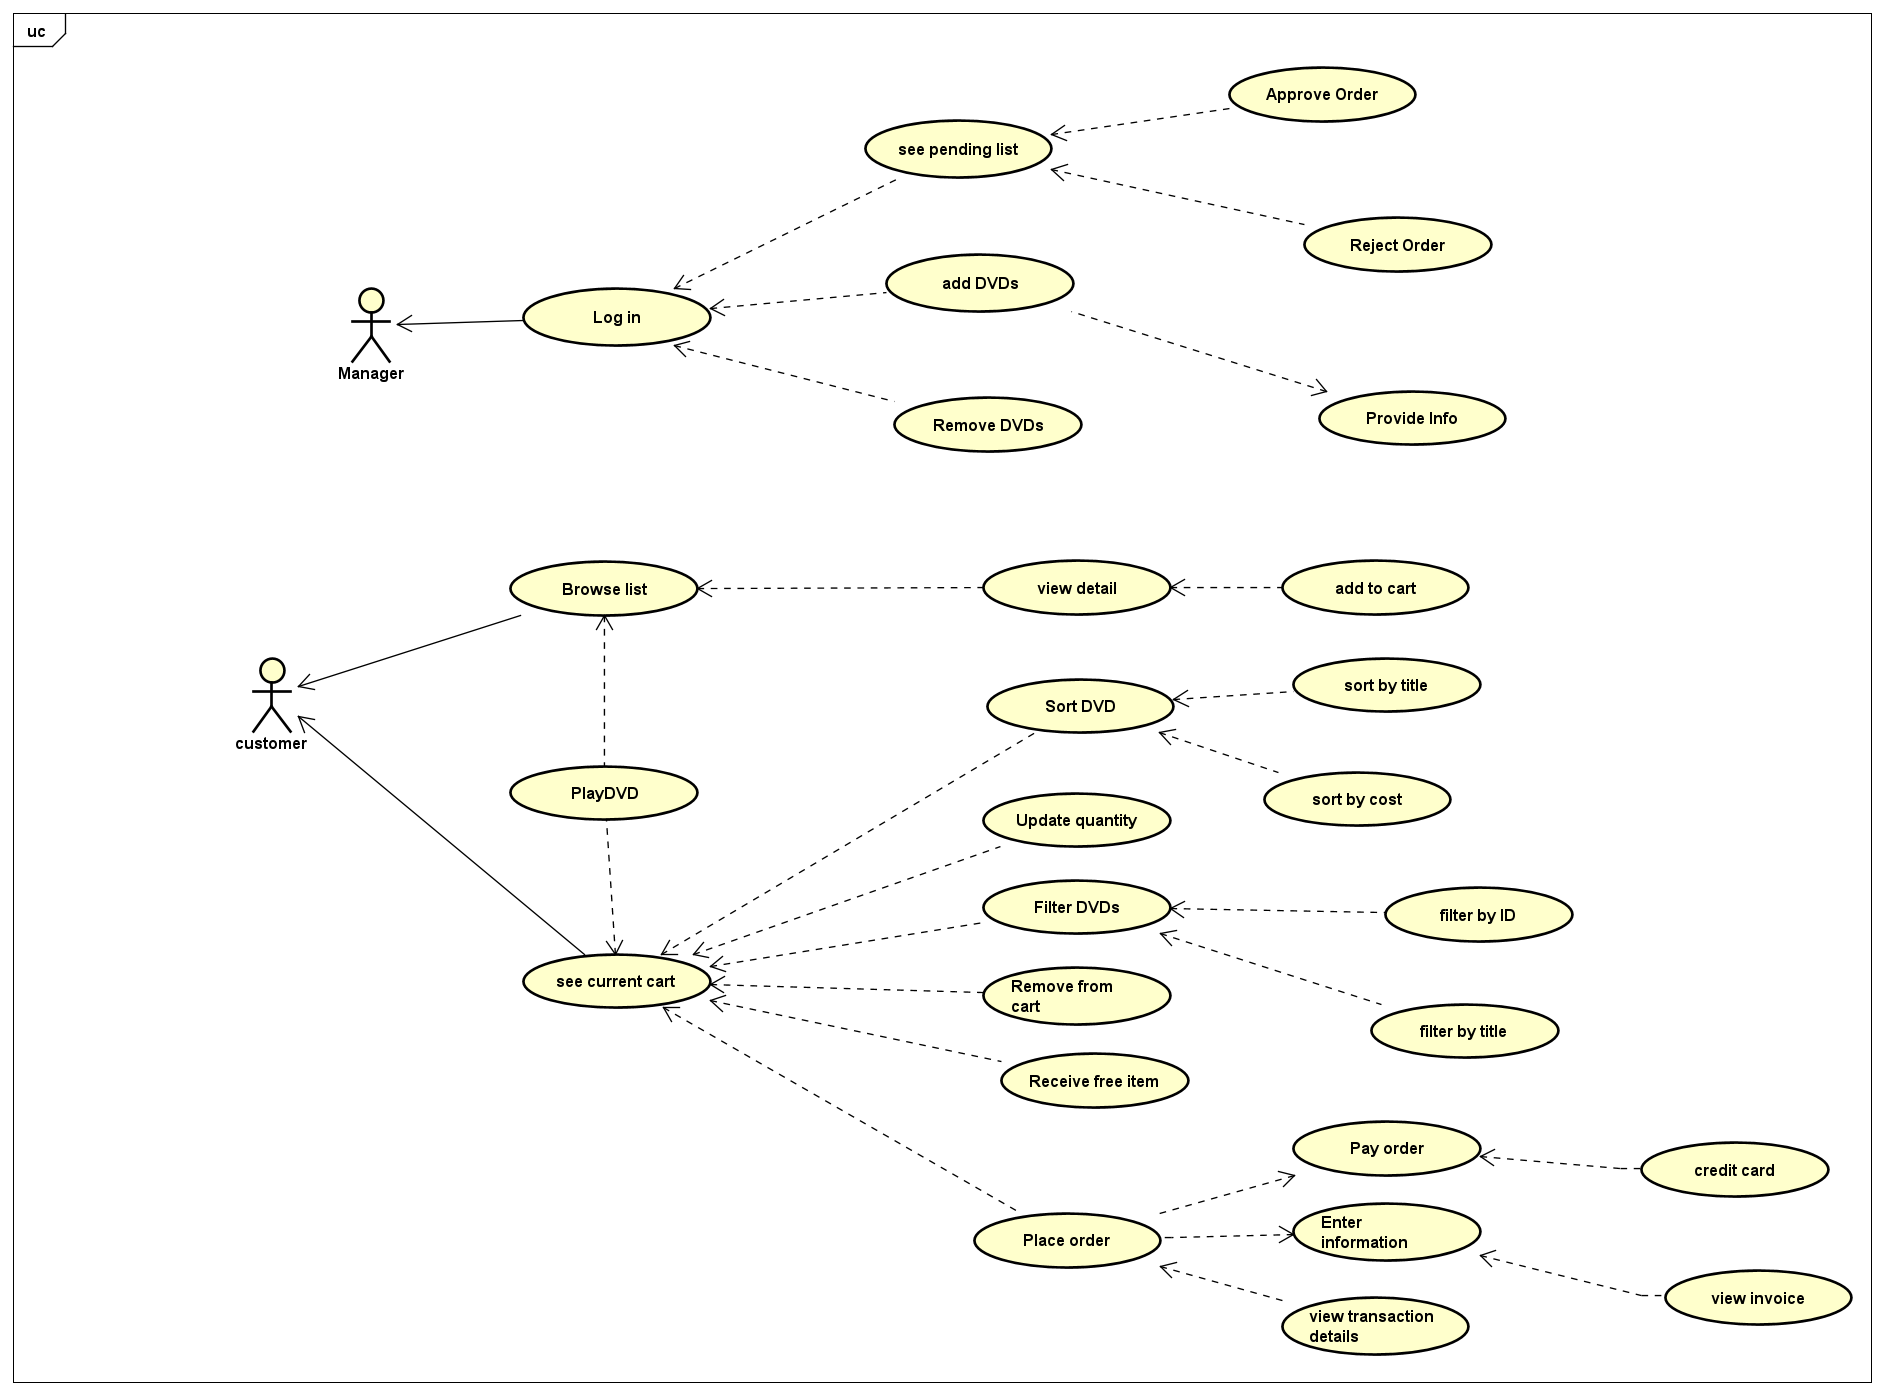 uc
Approve Order
see pending list
Reject Order
add DVDs
Log in
Manager
Provide Info
Remove DVDs
Browse list
view detail
add to cart
sort by title
Sort DVD
customer
PlayDVD
sort by cost
Update quantity
Filter DVDs
filter by ID
see current cart
Remove from
cart
filter by title
Receive free item
Pay order
credit card
Enter
information
Place order
view invoice
view transaction
details